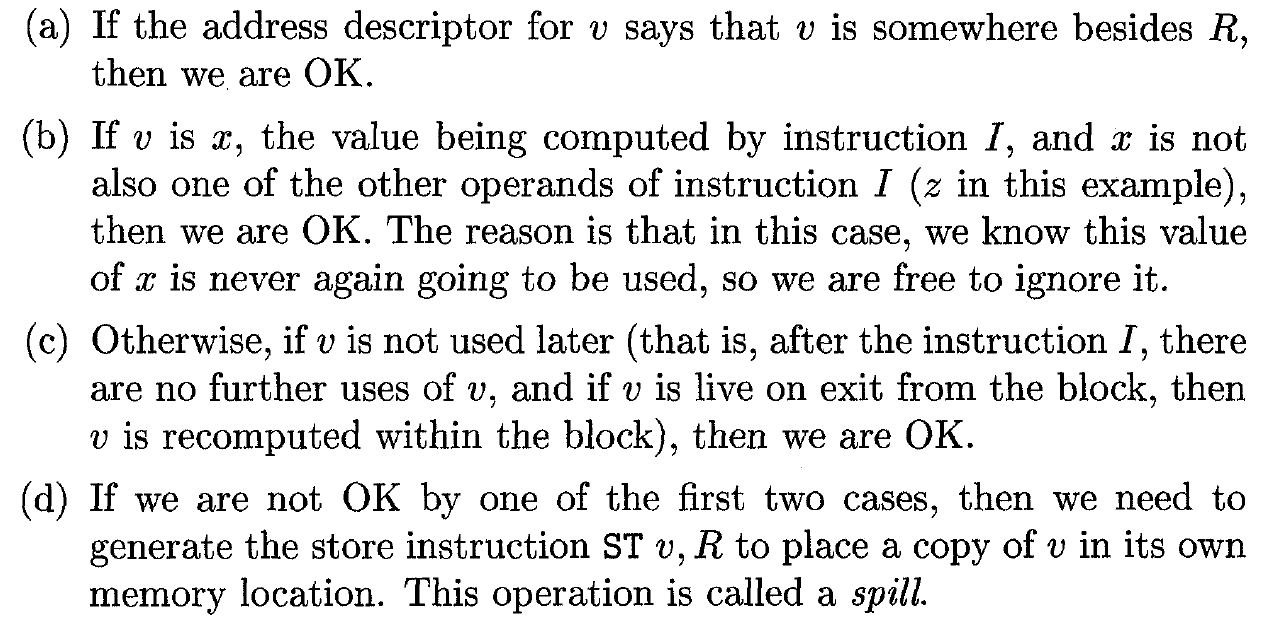 (a) If the address descriptor for v says that v is somewhere besides R,
then we are OK.
(b) If v is x, the value being computed by instruction I, and x is not
also one of the other operands of instruction I (z in this example),
then we are OK. The reason is that in this case, we know this value
of x is never again going to be used, so we are free to ignore it.
(c) Otherwise, if v is not used later (that is, after the instruction I, there
are no further uses of v, and if v is live on exit from the block, then
v is recomputed within the block), then we are OK.
(d) If we are not OK by one of the first two cases, then we need to
generate the store instruction ST v, R to place a copy of v in its own
memory location. This operation is called a spill.